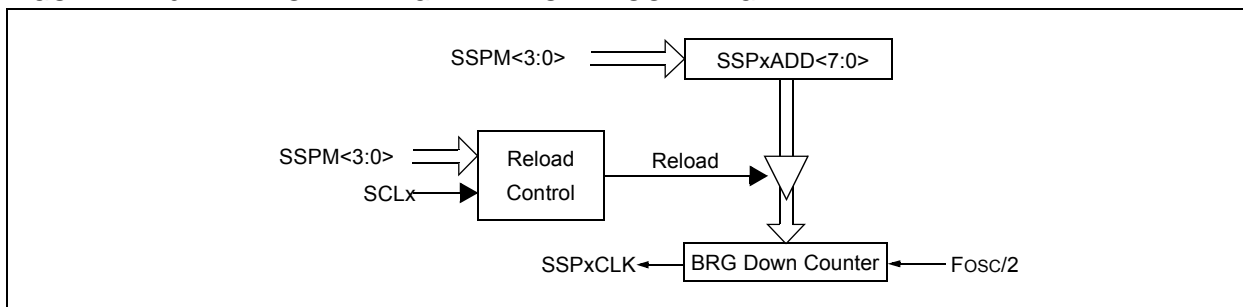 SSPM<3:0>
SSPxADD<7:0>
SSPM<3:0>
Reload
Control
Reload
SCLx
SSPxCLK
BRG Down Counter
FOSC/2